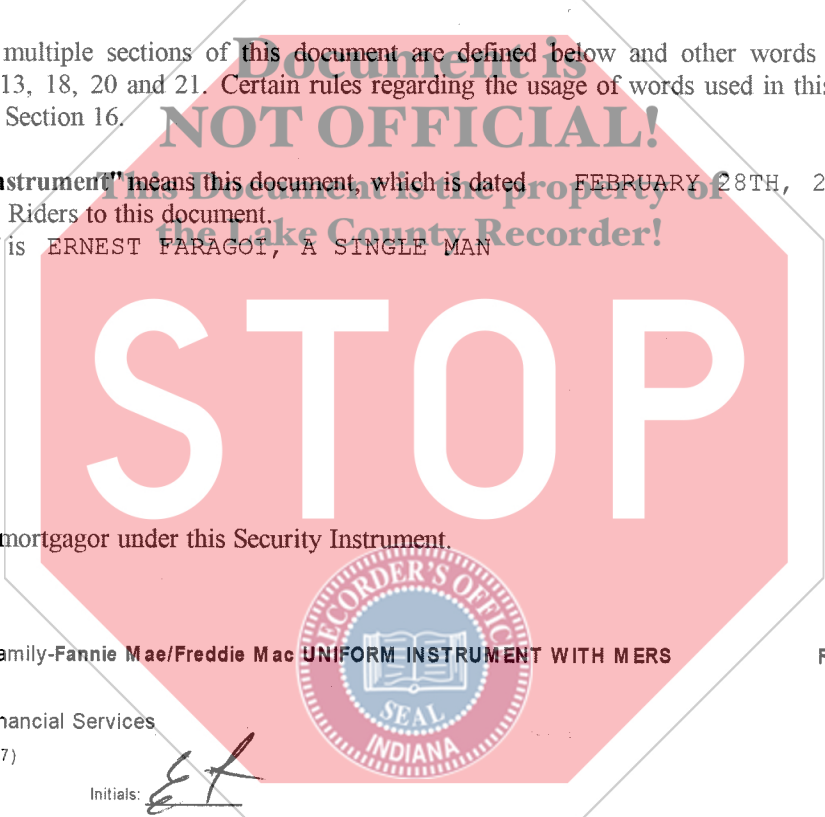 multiple sections of this document are defined below and other words
13, 18, 20 and 21. Certain rules regarding the usage of words used in this
Section 16.
Document is
NOT OFFICIAL!
This Document is the property of
the Lake County Recorder!
nstrument" means this document, which is dated FEBRUARY 28TH, 2
Riders to this document.
is ERNEST FARAGOI, A SINGLE MAN
STOP
mortgagor under this Security Instrument.
RECORDER'S OFFICE
SEAL
INDIANA
amily-Fannie Mae/Freddie Mac UNIFORM INSTRUMENT WITH MERS F
nancial Services
7)
Initials: EF